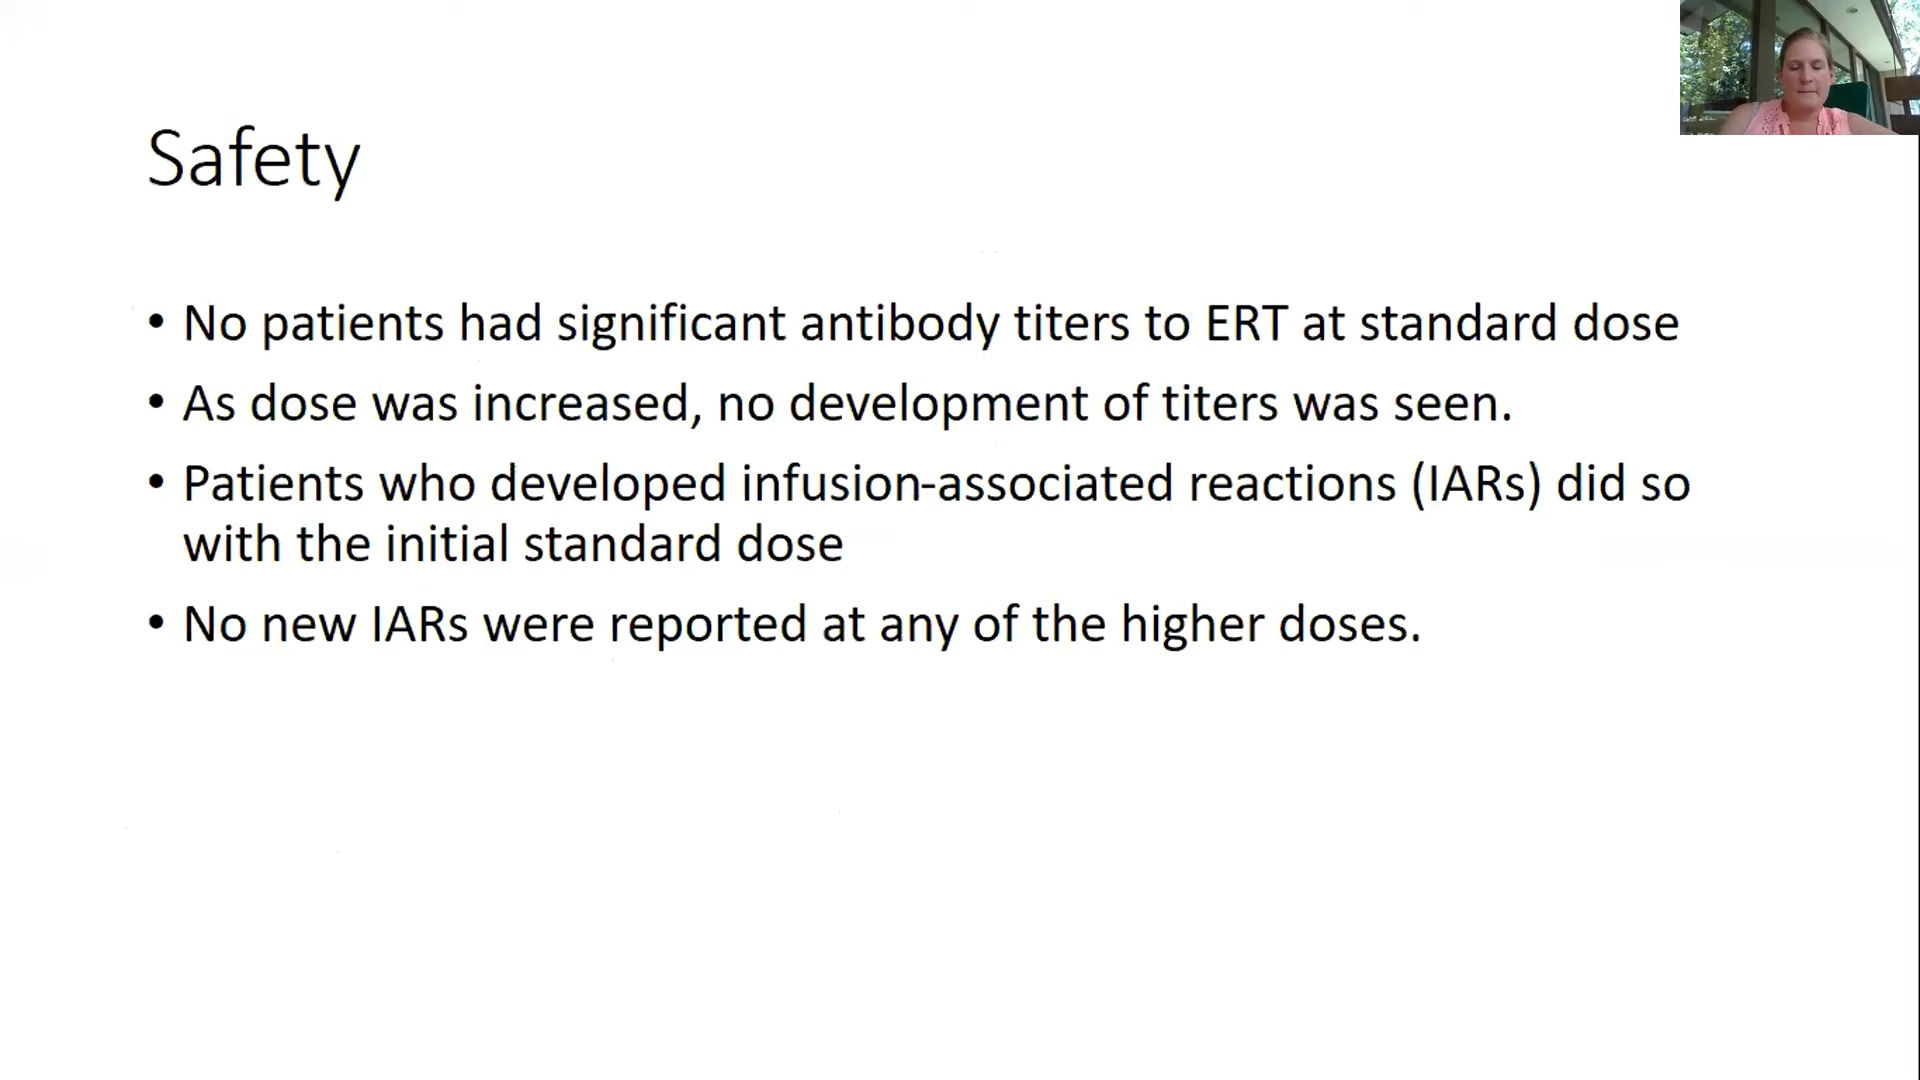 Safety
• No patients had significant antibody titers to ERT at standard dose
• As dose was increased, no development of titers was seen.
• Patients who developed infusion-associated reactions (IARs) did so
with the initial standard dose
• No new IARs were reported at any of the higher doses.